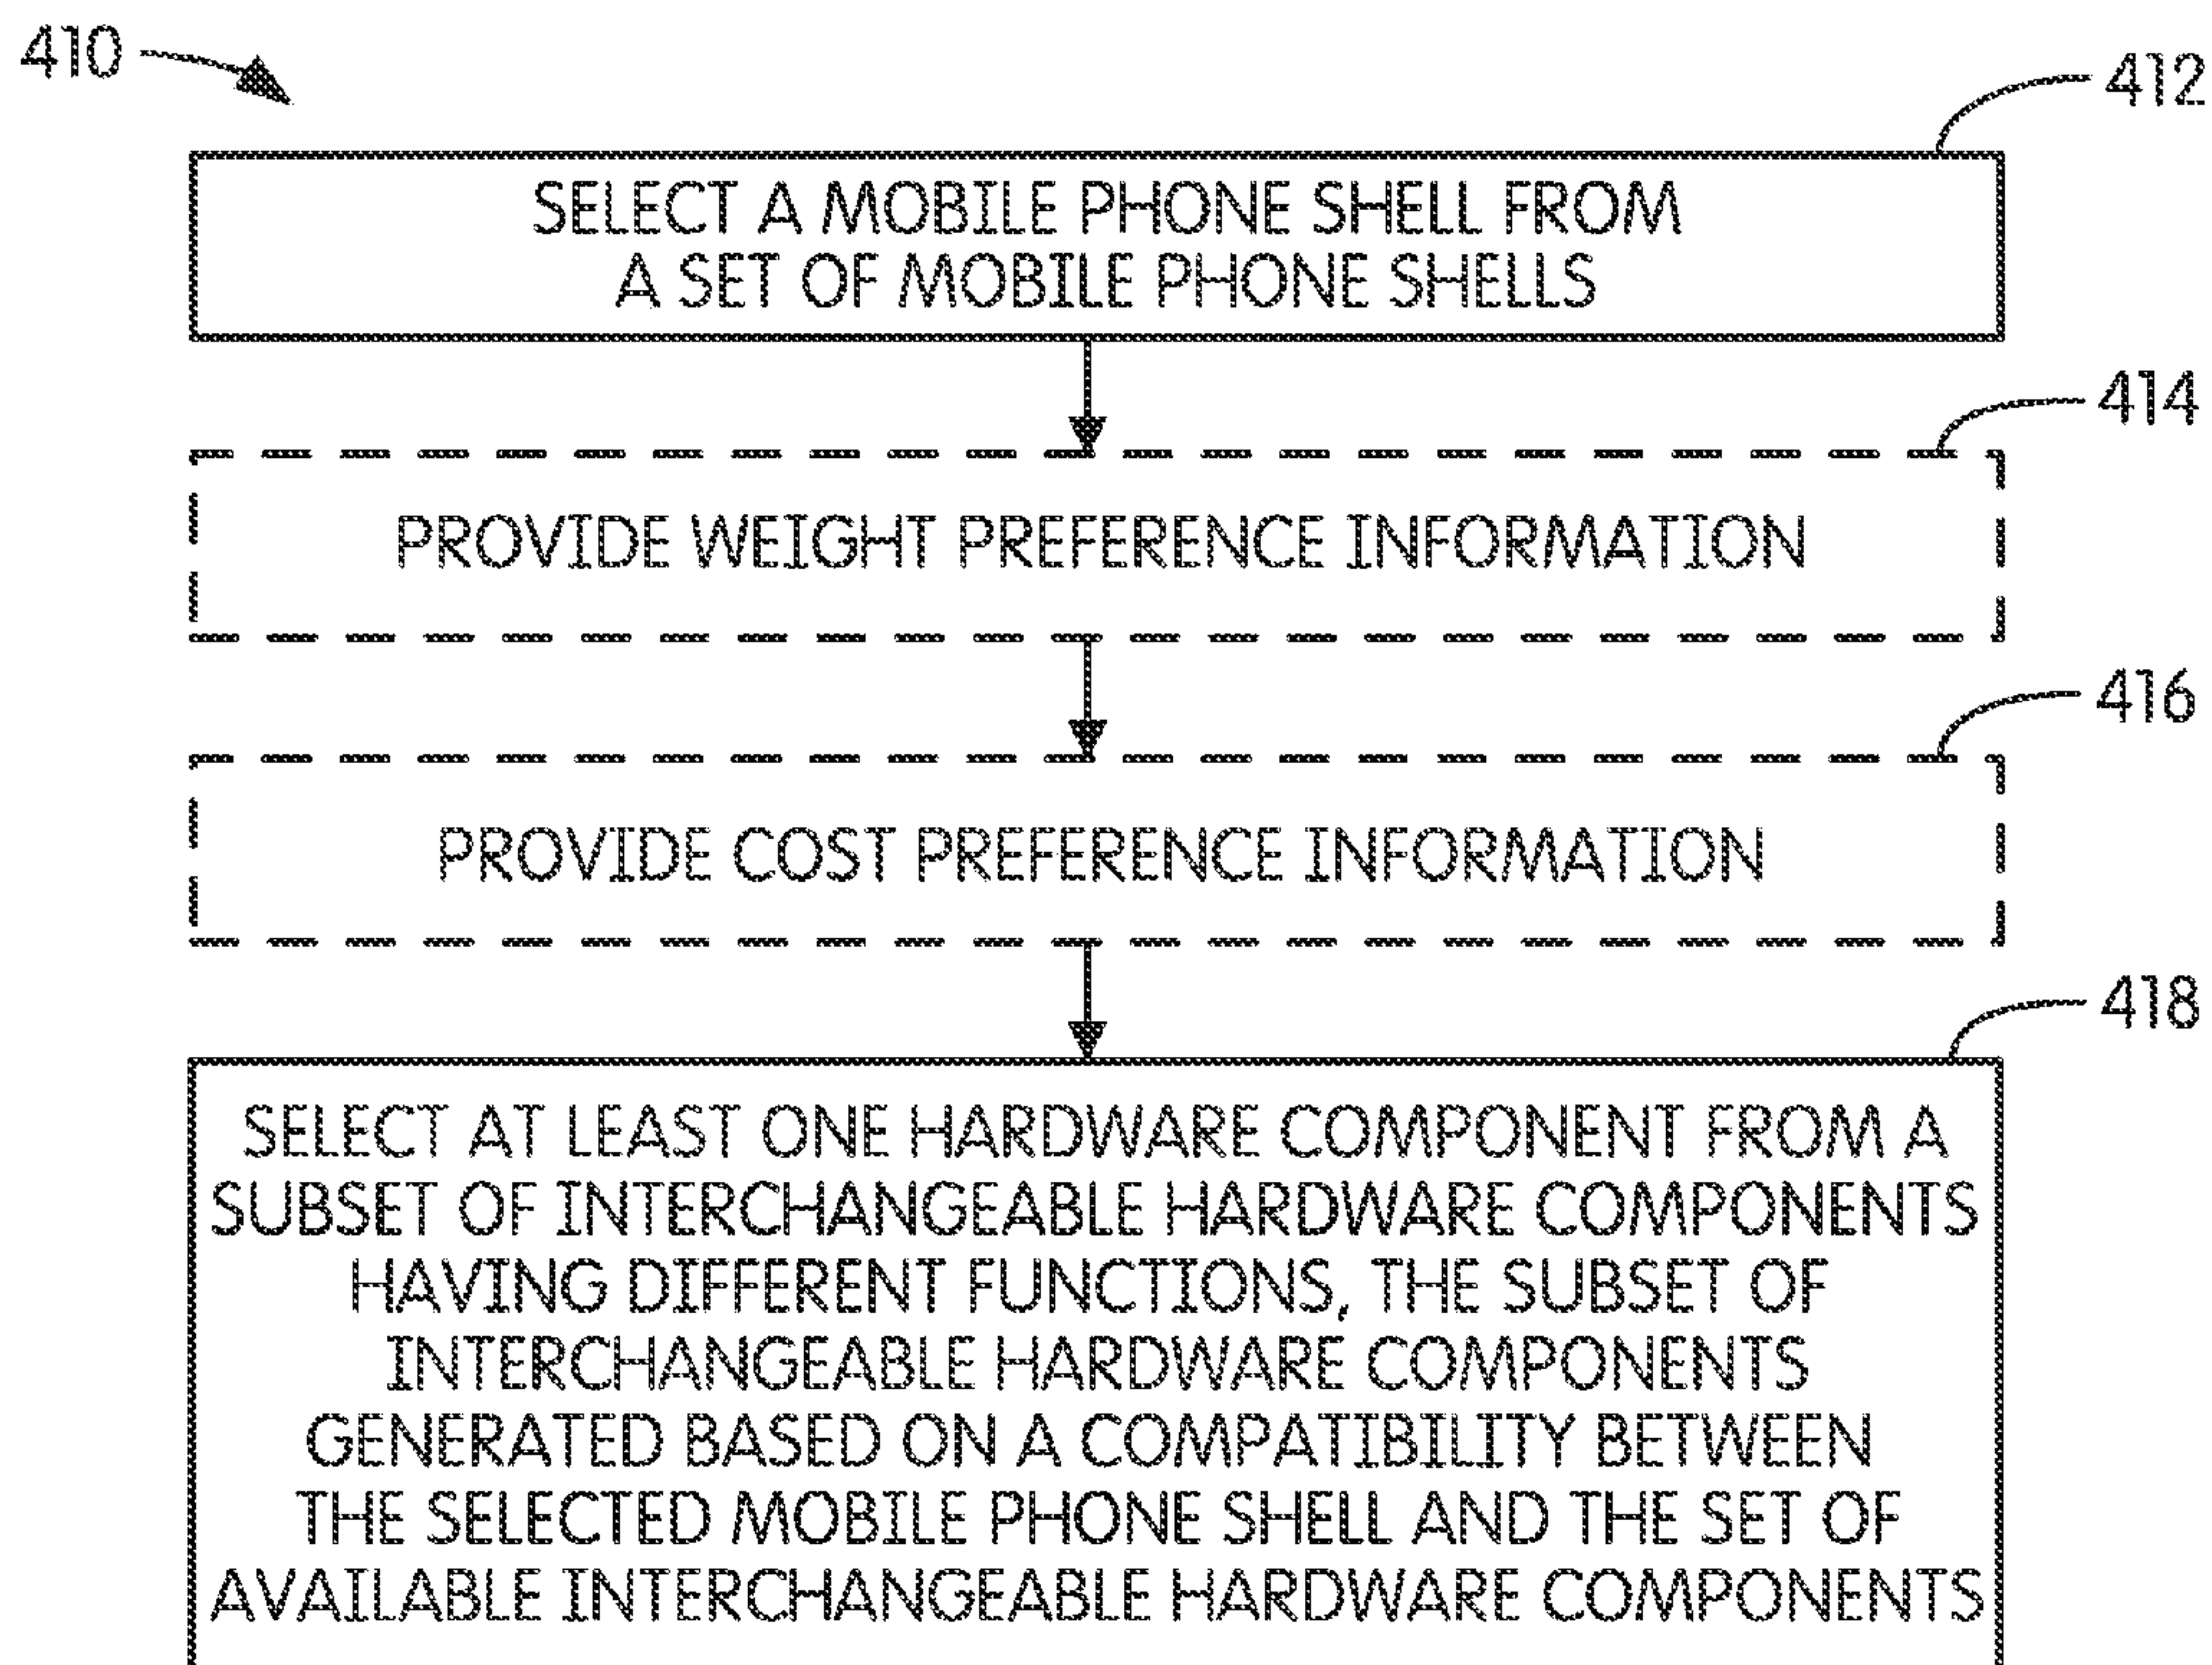 410
412
SELECT A MOBILE PHONE SHELL FROM
A SET OF MOBILE PHONE SHELLS
414
PROVIDE WEIGHT PREFERENCE INFORMATION
416
PROVIDE COST PREFERENCE INFORMATION
418
SELECT AT LEAST ONE HARDWARE COMPONENT FROM A
SUBSET OF INTERCHANGEABLE HARDWARE COMPONENTS
HAVING DIFFERENT FUNCTIONS, THE SUBSET OF
INTERCHANGEABLE HARDWARE COMPONENTS
GENERATED BASED ON A COMPATIBILITY BETWEEN
THE SELECTED MOBILE PHONE SHELL AND THE SET OF
AVAILABLE INTERCHANGEABLE HARDWARE COMPONENTS